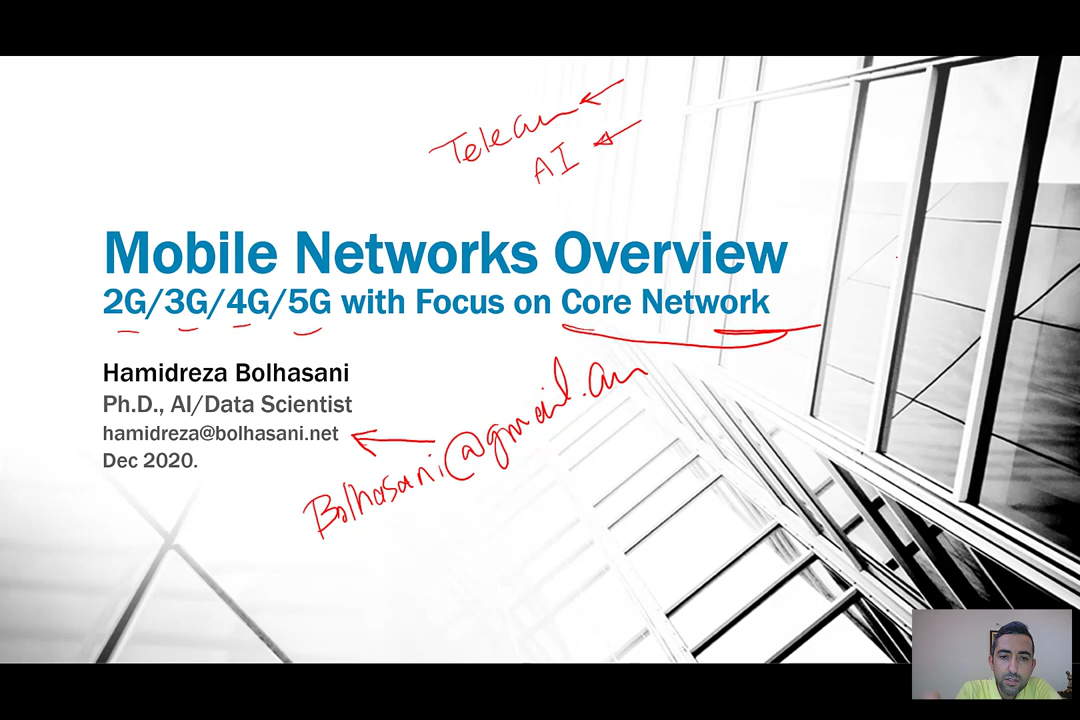 Telecom
AI
Mobile Networks Overview
2G/3G/4G/5G with Focus on Core Network
Hamidreza Bolhasani
Ph.D., AI/Data Scientist
hamidreza@bolhasani.net
Dec 2020.
Bolhasani@gmail.com